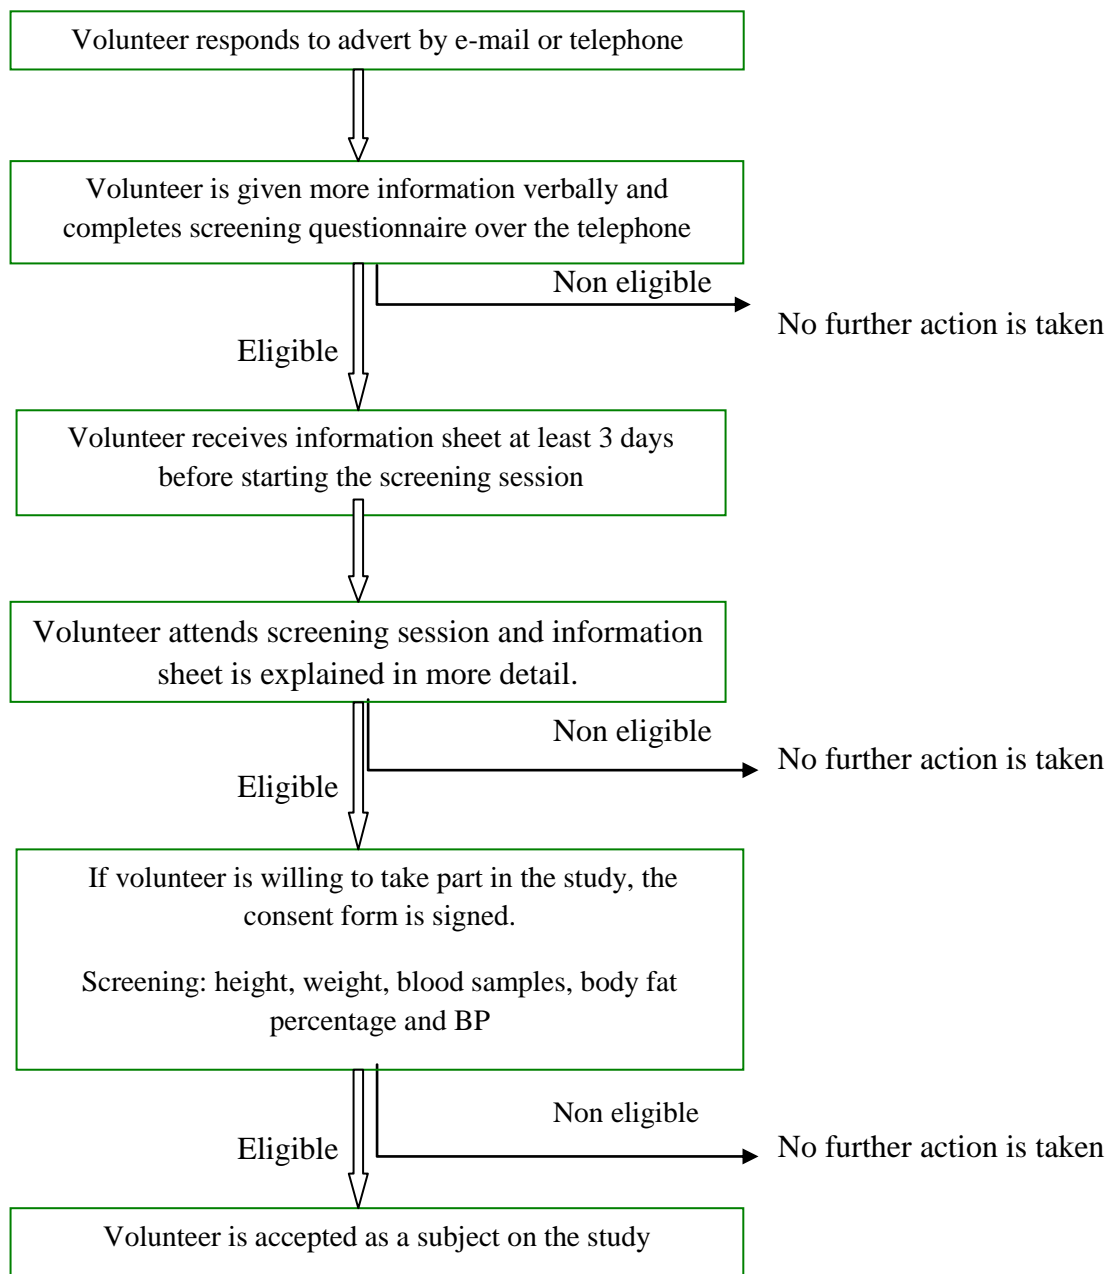 Volunteer responds to advert by e-mail or telephone
Volunteer is given more information verbally and
completes screening questionnaire over the telephone
Non eligible
No further action is taken
Eligible
Volunteer receives information sheet at least 3 days
before starting the screening session
Volunteer attends screening session and information
sheet is explained in more detail.
Non eligible
No further action is taken
Eligible
If volunteer is willing to take part in the study, the
consent form is signed.
Screening: height, weight, blood samples, body fat
percentage and BP
Non eligible
No further action is taken
Eligible
Volunteer is accepted as a subject on the study